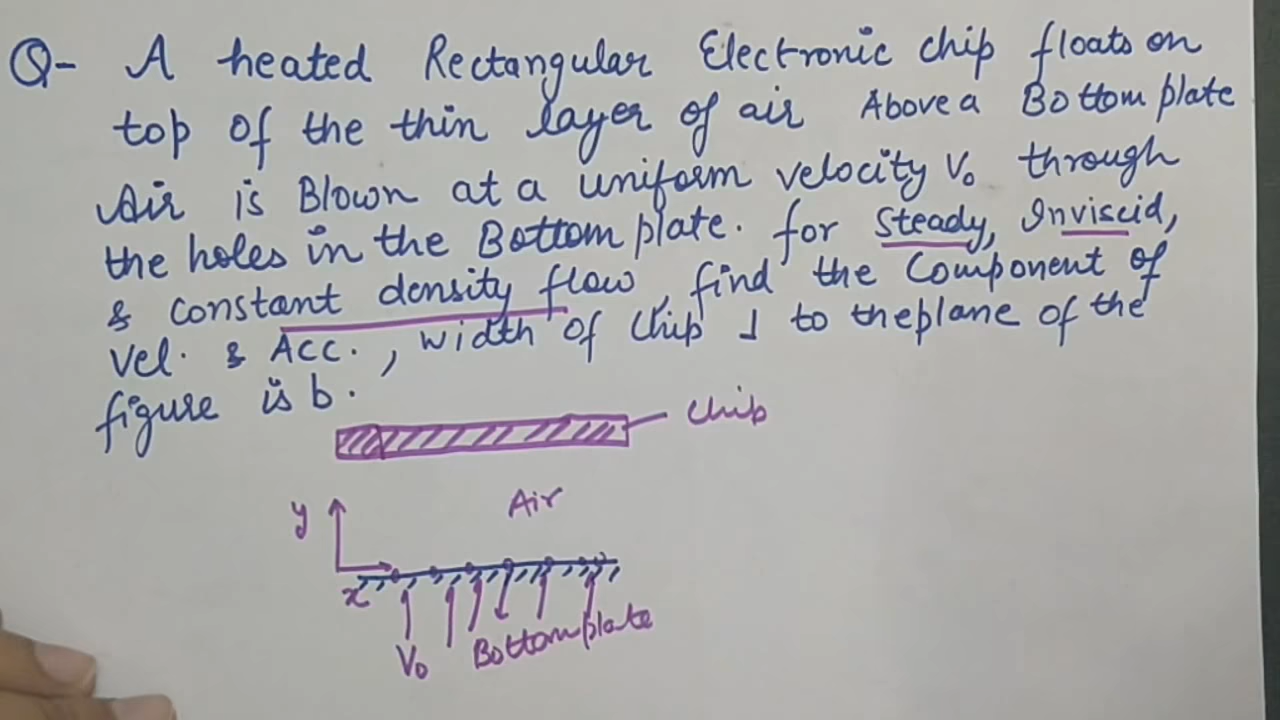 Q- A heated Rectangular Electronic chip floats on
top of the thin layer of air Above a Bottom plate
Air is Blown at a uniform velocity V₀ through
the holes in the Bottom plate. for Steady, Inviscid,
& constant density flow, find the Component of
Vel. & Acc., width of Chip ⊥ to the plane of the
figure is b.
Chip
Air
y
x
V₀
Bottom plate